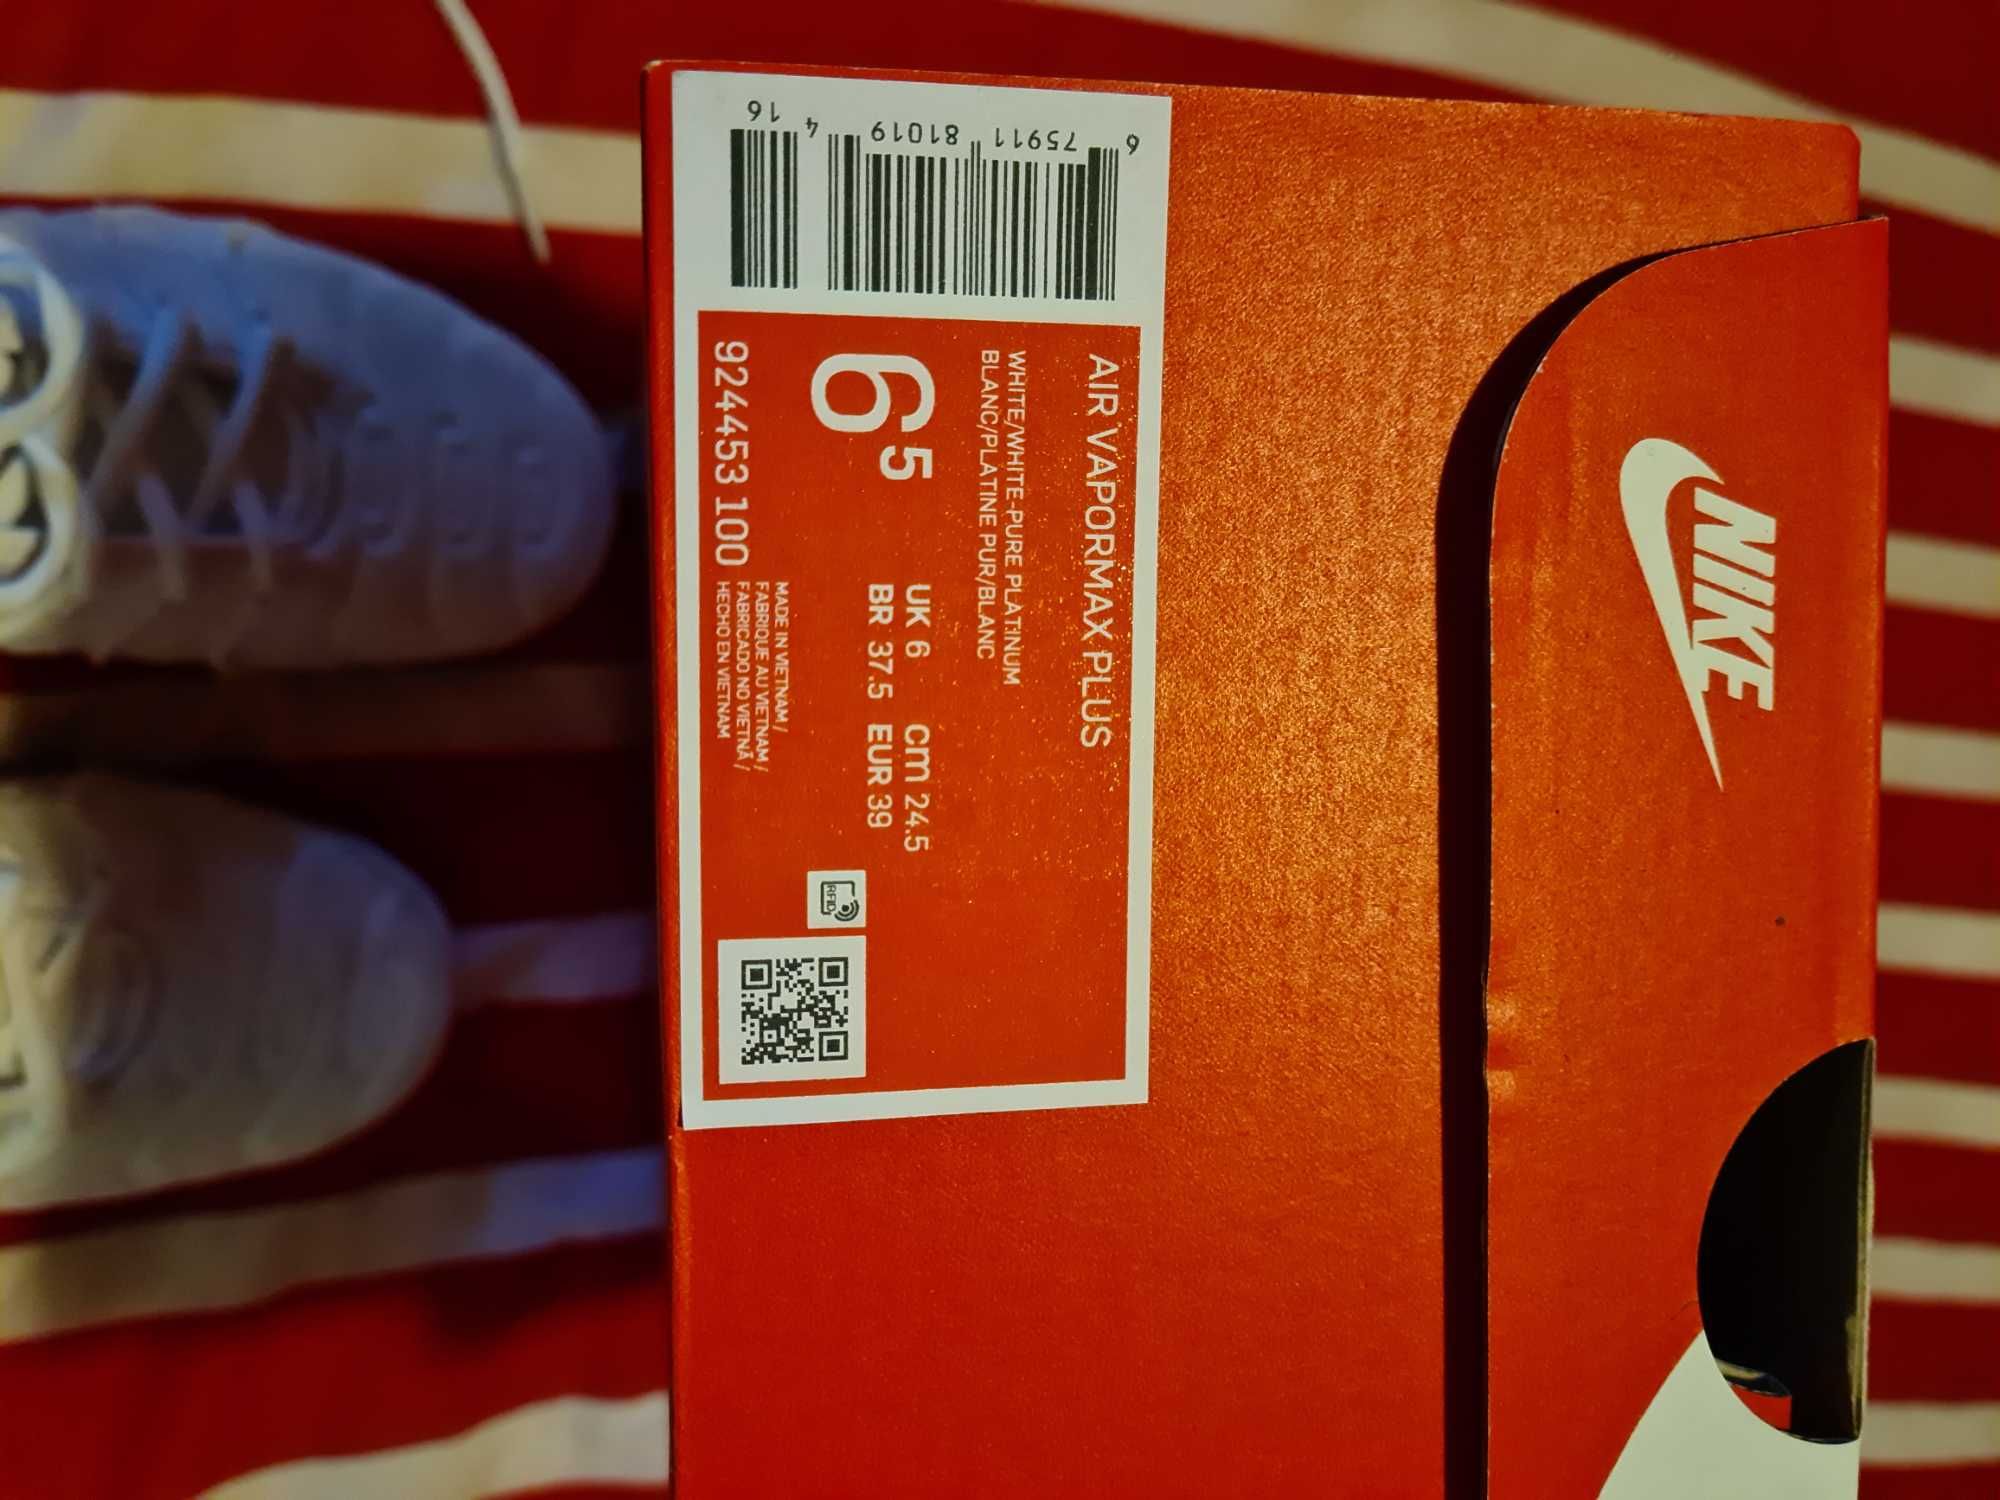 NIKE
AIR VAPORMAX PLUS
WHITE/WHITE-PURE PLATINUM
BLANC/PLATINE PUR/BLANC
6 5
UK 6 cm 24.5
BR 37.5 EUR 39
924453 100
MADE IN VIETNAM /
FABRIQUE AU VIETNAM /
FABRICADO NO VIETNÃ /
HECHO EN VIETNAM
RFID
6 75911 81019 4 16